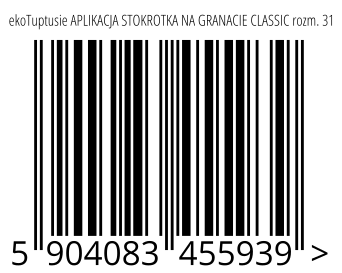 ekoTuptusie APLIKACJA STOKROTKA NA GRANACIE CLASSIC rozm. 31
5 904083 455939 >